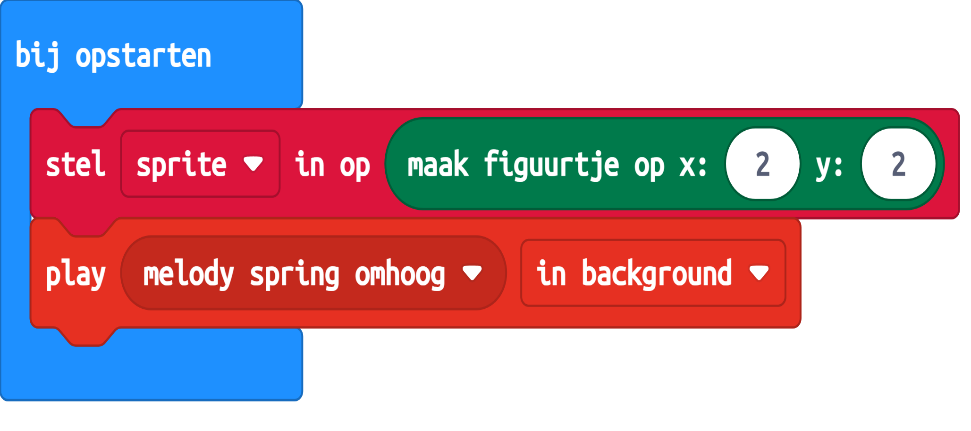 bij opstarten
stel sprite in op maak figuurtje op x: 2 y: 2
play melody spring omhoog in background